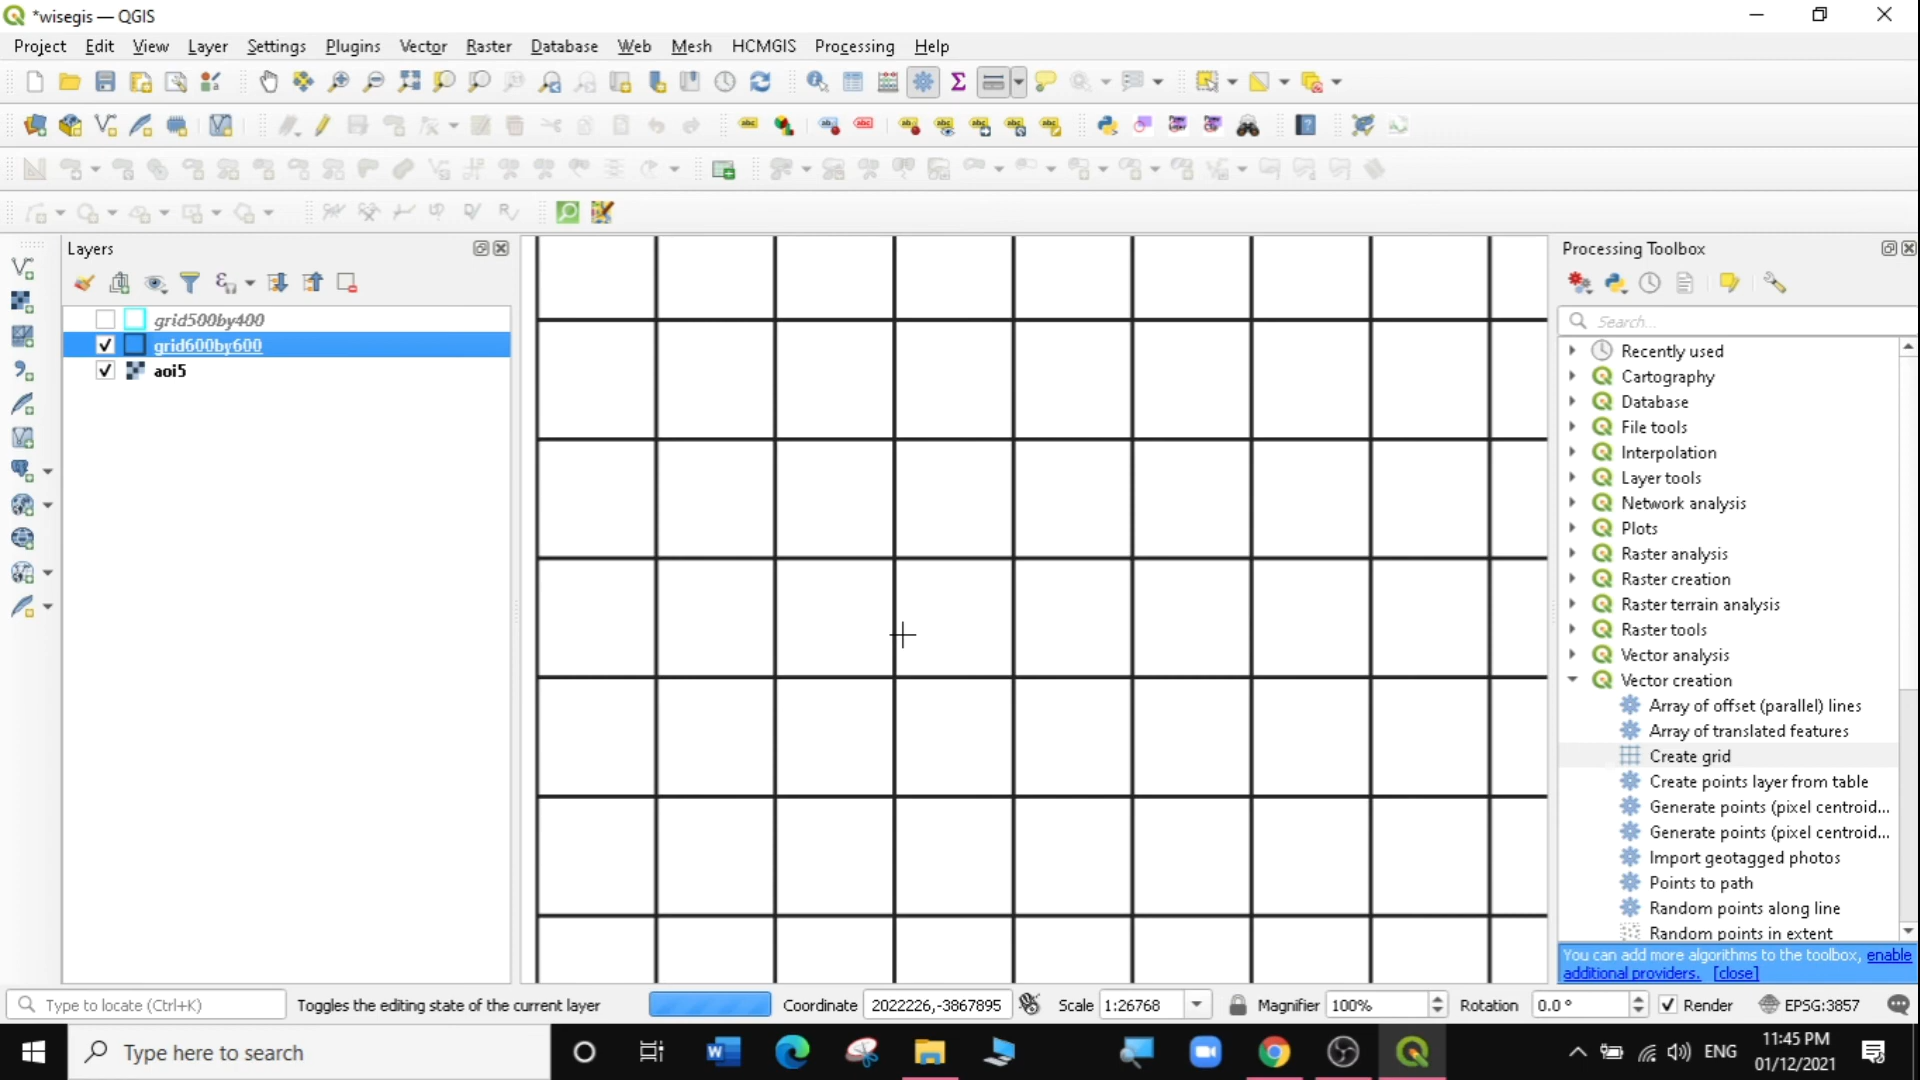 *wisegis — QGIS
Project Edit View Layer Settings Plugins Vector Raster Database Web Mesh HCMGIS Processing Help
Layers
grid500by400
grid600by600
aoi5
Processing Toolbox
Search...
Recently used
Cartography
Database
File tools
Interpolation
Layer tools
Network analysis
Plots
Raster analysis
Raster creation
Raster terrain analysis
Raster tools
Vector analysis
Vector creation
Array of offset (parallel) lines
Array of translated features
Create grid
Create points layer from table
Generate points (pixel centroid...
Generate points (pixel centroid...
Import geotagged photos
Points to path
Random points along line
Random points in extent
You can add more algorithms to the toolbox, enable
additional providers. [close]
Type to locate (Ctrl+K) Toggles the editing state of the current layer Coordinate 2022226,-3867895 Scale 1:26768 Magnifier 100% Rotation 0.0 ° Render EPSG:3857
Type here to search
ENG
11:45 PM
01/12/2021